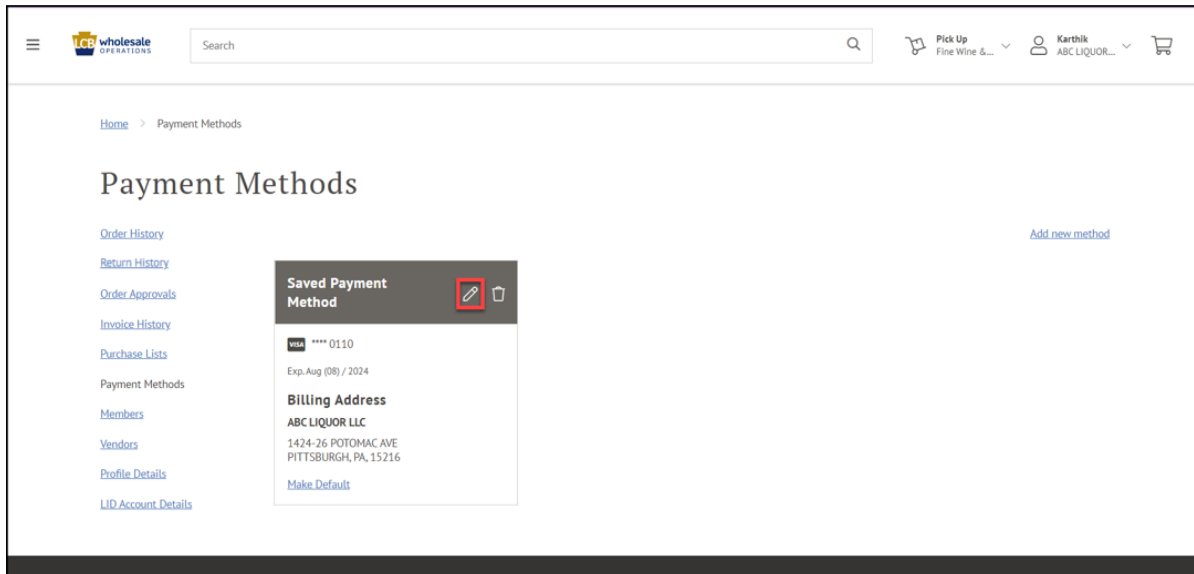 LCB wholesale
OPERATIONS
Search
Pick Up
Fine Wine &...
Karthik
ABC LIQUOR...
Home > Payment Methods
Payment Methods
Order History
Add new method
Return History
Order Approvals
Invoice History
Purchase Lists
Payment Methods
Members
Vendors
Profile Details
LID Account Details
Saved Payment
Method
VISA **** 0110
Exp. Aug (08) / 2024
Billing Address
ABC LIQUOR LLC
1424-26 POTOMAC AVE
PITTSBURGH, PA, 15216
Make Default